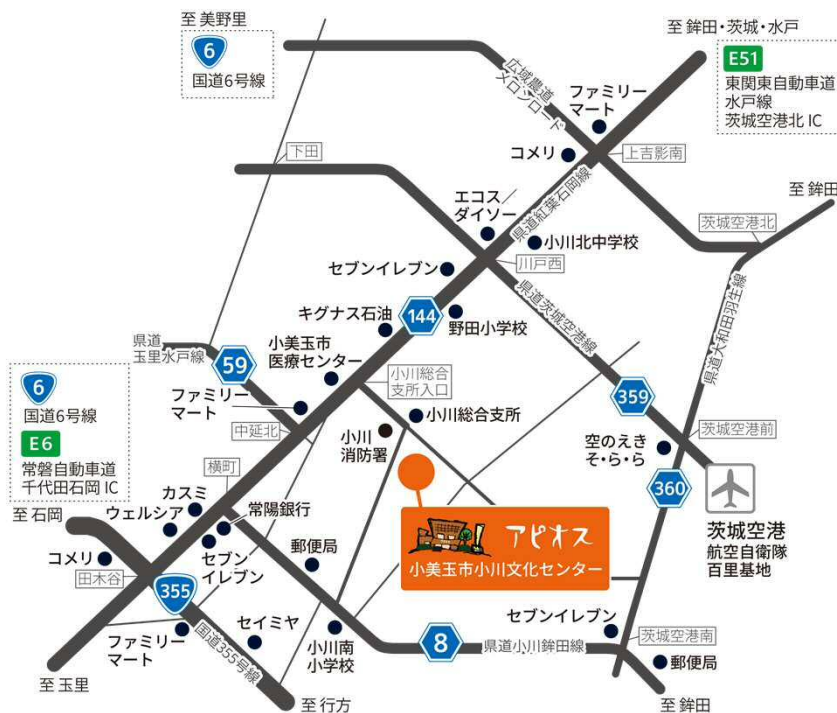 至 美野里
6
国道6号線
至 鉾田・茨城・水戸
E51
東関東自動車道
水戸線
茨城空港北 IC
広域農道
メロンロード
ファミリー
マート
コメリ
上吉影南
下田
至 鉾田
茨城空港北
エコス
ダイソー
県道紅葉石岡線
小川北中学校
川戸西
セブンイレブン
144
キグナス石油
野田小学校
県道茨城空港線
県道大和田羽生線
県道
玉里水戸線
59
小美玉市
医療センター
小川総合
支所入口
ファミリー
マート
中延北
小川総合支所
小川
消防署
359
茨城空港前
空のえき
そ・ら・ら
360
茨城空港
航空自衛隊
百里基地
6
国道6号線
E6
常磐自動車道
千代田石岡 IC
横町
至 石岡
カスミ
ウェルシア
常陽銀行
セブン
イレブン
郵便局
アピオス
小美玉市小川文化センター
コメリ
田木谷
355
国道355号線
ファミリー
マート
セイミヤ
小川南
小学校
8
県道小川鉾田線
セブンイレブン
茨城空港南
郵便局
至 玉里
至 行方
至 鉾田